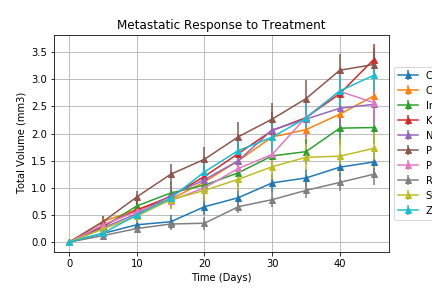 Metastatic Response to Treatment
Total Volume (mm3)
3.5
3.0
2.5
2.0
1.5
1.0
0.5
0.0
0 10 20 30 40
Time (Days)
C
C
In
K
N
P
P
R
S
Z